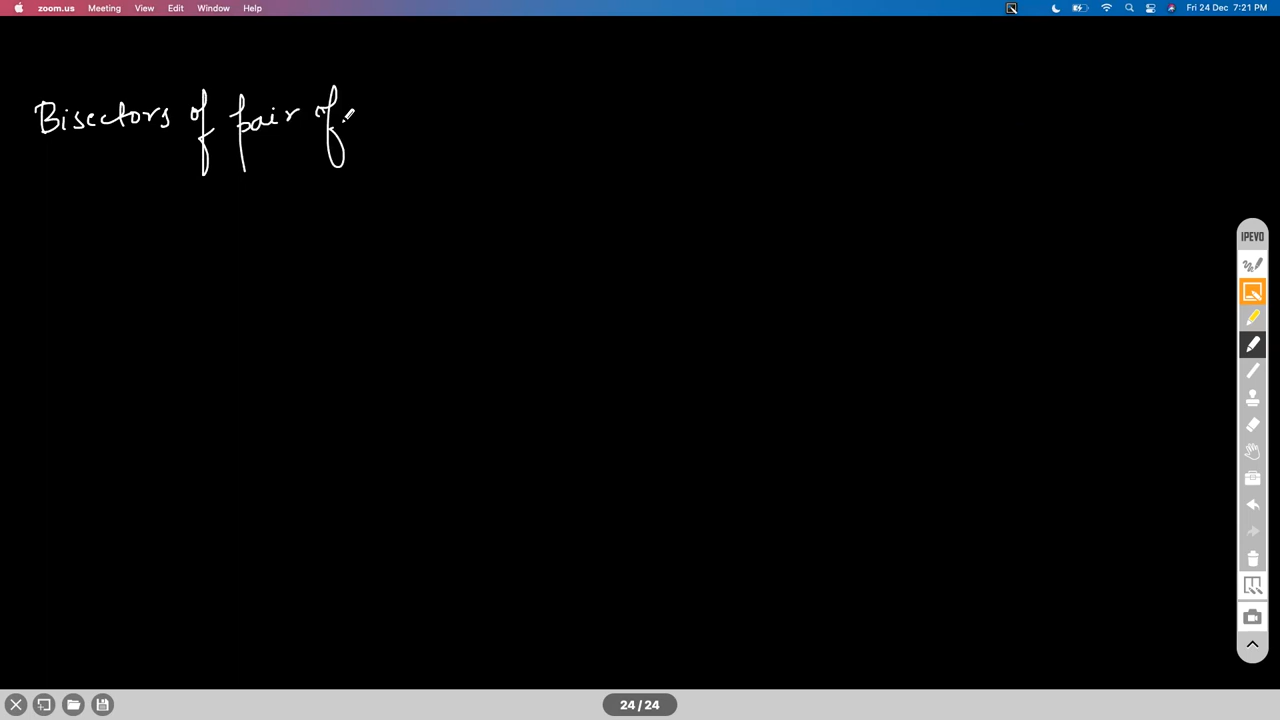 zoom.us Meeting View Edit Window Help Fri 24 Dec 7:21 PM
Bisectors of pair of
IPEVO
24 / 24